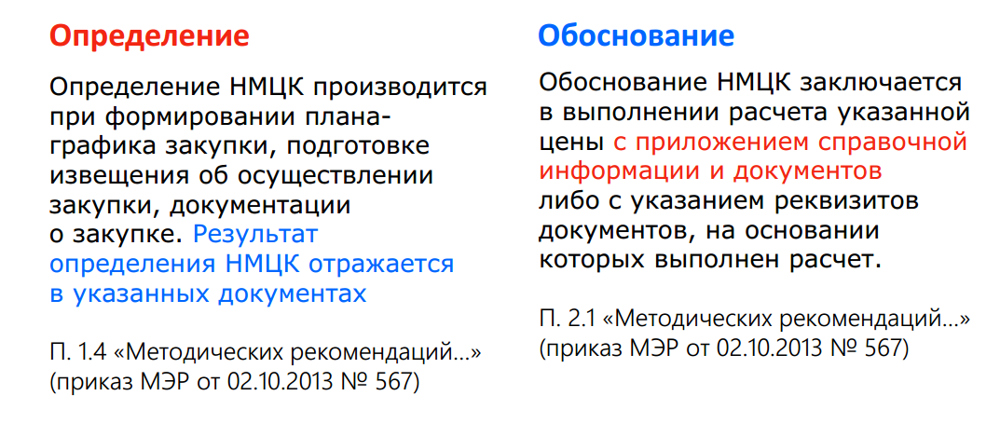 Определение
Определение НМЦК производится
при формировании плана-
графика закупки, подготовке
извещения об осуществлении
закупки, документации
о закупке. Результат
определения НМЦК отражается
в указанных документах
П. 1.4 «Методических рекомендаций...»
(приказ МЭР от 02.10.2013 № 567)
Обоснование
Обоснование НМЦК заключается
в выполнении расчета указанной
цены с приложением справочной
информации и документов
либо с указанием реквизитов
документов, на основании
которых выполнен расчет.
П. 2.1 «Методических рекомендаций...»
(приказ МЭР от 02.10.2013 № 567)